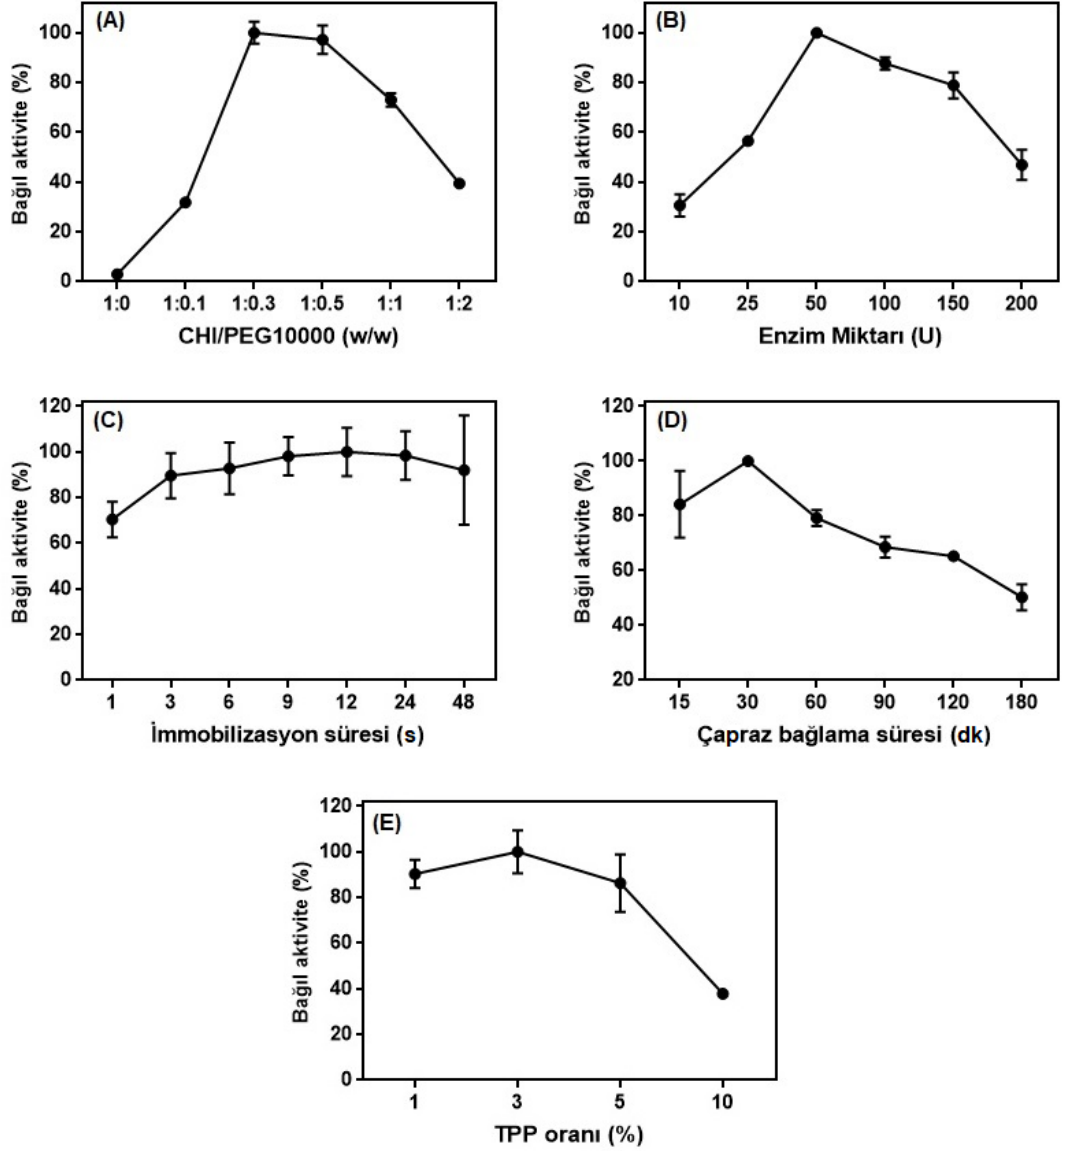 (A)
Bağıl aktivite (%)
100
80
60
40
20
0
1:0 1:0.1 1:0.3 1:0.5 1:1 1:2
CHI/PEG10000 (w/w)
(B)
Bağıl aktivite (%)
100
80
60
40
20
0
10 25 50 100 150 200
Enzim Miktarı (U)
(C)
Bağıl aktivite (%)
120
100
80
60
40
20
0
1 3 6 9 12 24 48
İmmobilizasyon süresi (s)
(D)
Bağıl aktivite (%)
120
100
80
60
40
20
15 30 60 90 120 180
Çapraz bağlama süresi (dk)
(E)
Bağıl aktivite (%)
120
100
80
60
40
20
0
1 3 5 10
TPP oranı (%)